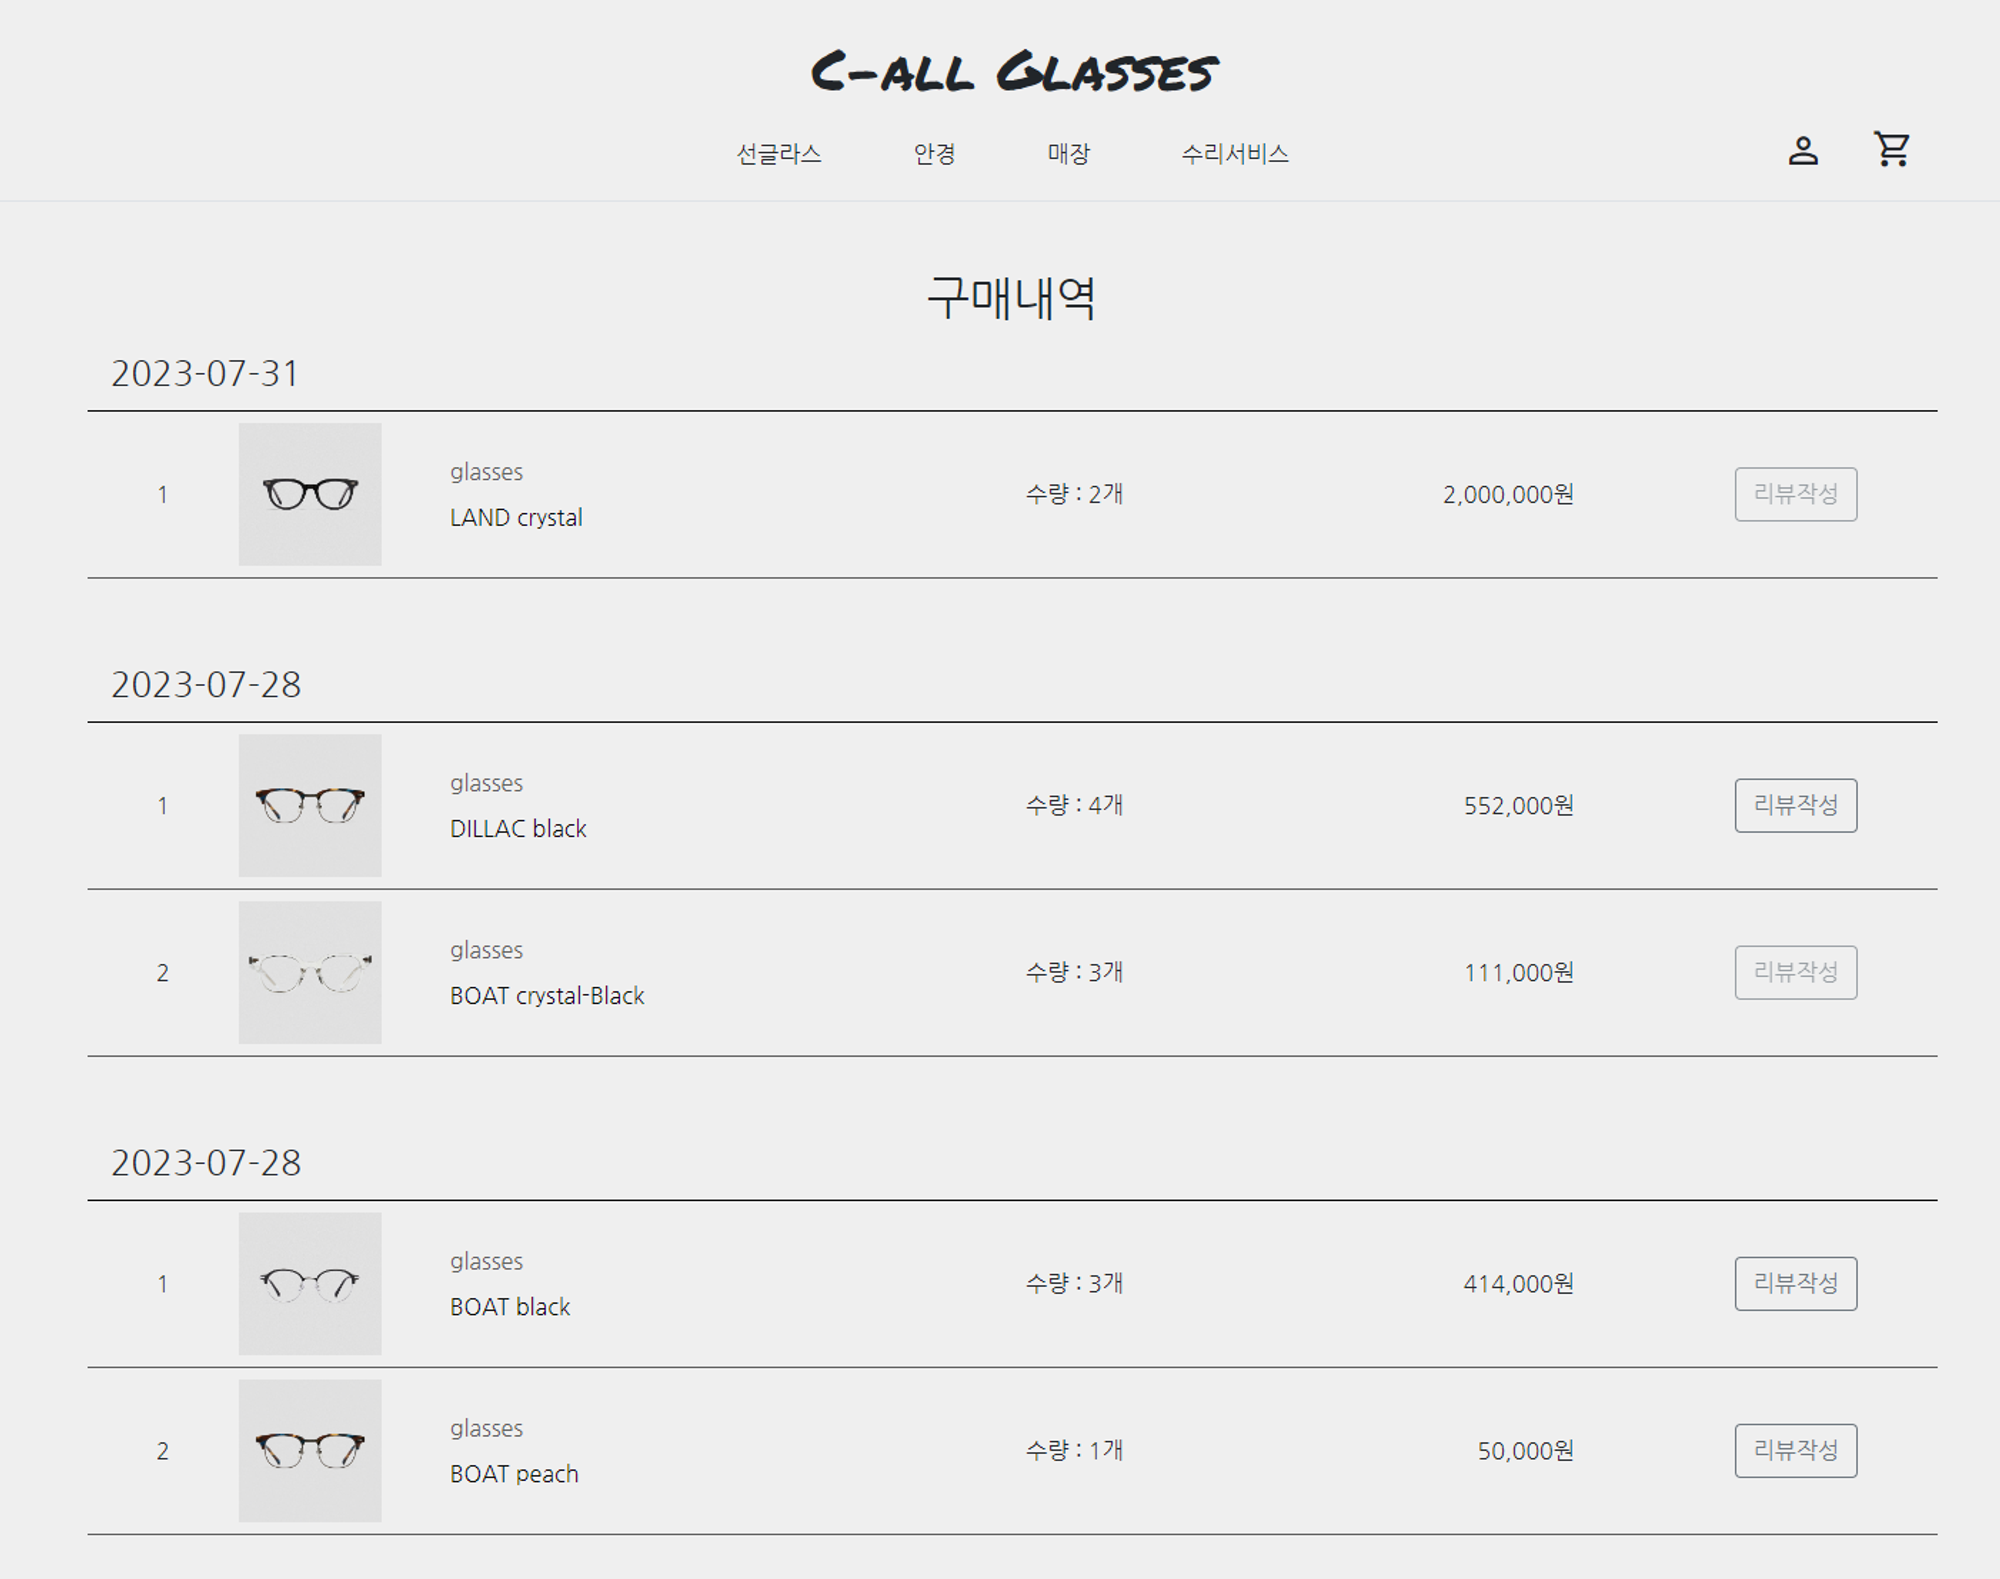 C-ALL GLASSES
선글라스 안경 매장 수리서비스
구매내역
2023-07-31
1
glasses
LAND crystal
수량 : 2개
2,000,000원
리뷰작성
2023-07-28
1
glasses
DILLAC black
수량 : 4개
552,000원
리뷰작성
2
glasses
BOAT crystal-Black
수량 : 3개
111,000원
리뷰작성
2023-07-28
1
glasses
BOAT black
수량 : 3개
414,000원
리뷰작성
2
glasses
BOAT peach
수량 : 1개
50,000원
리뷰작성